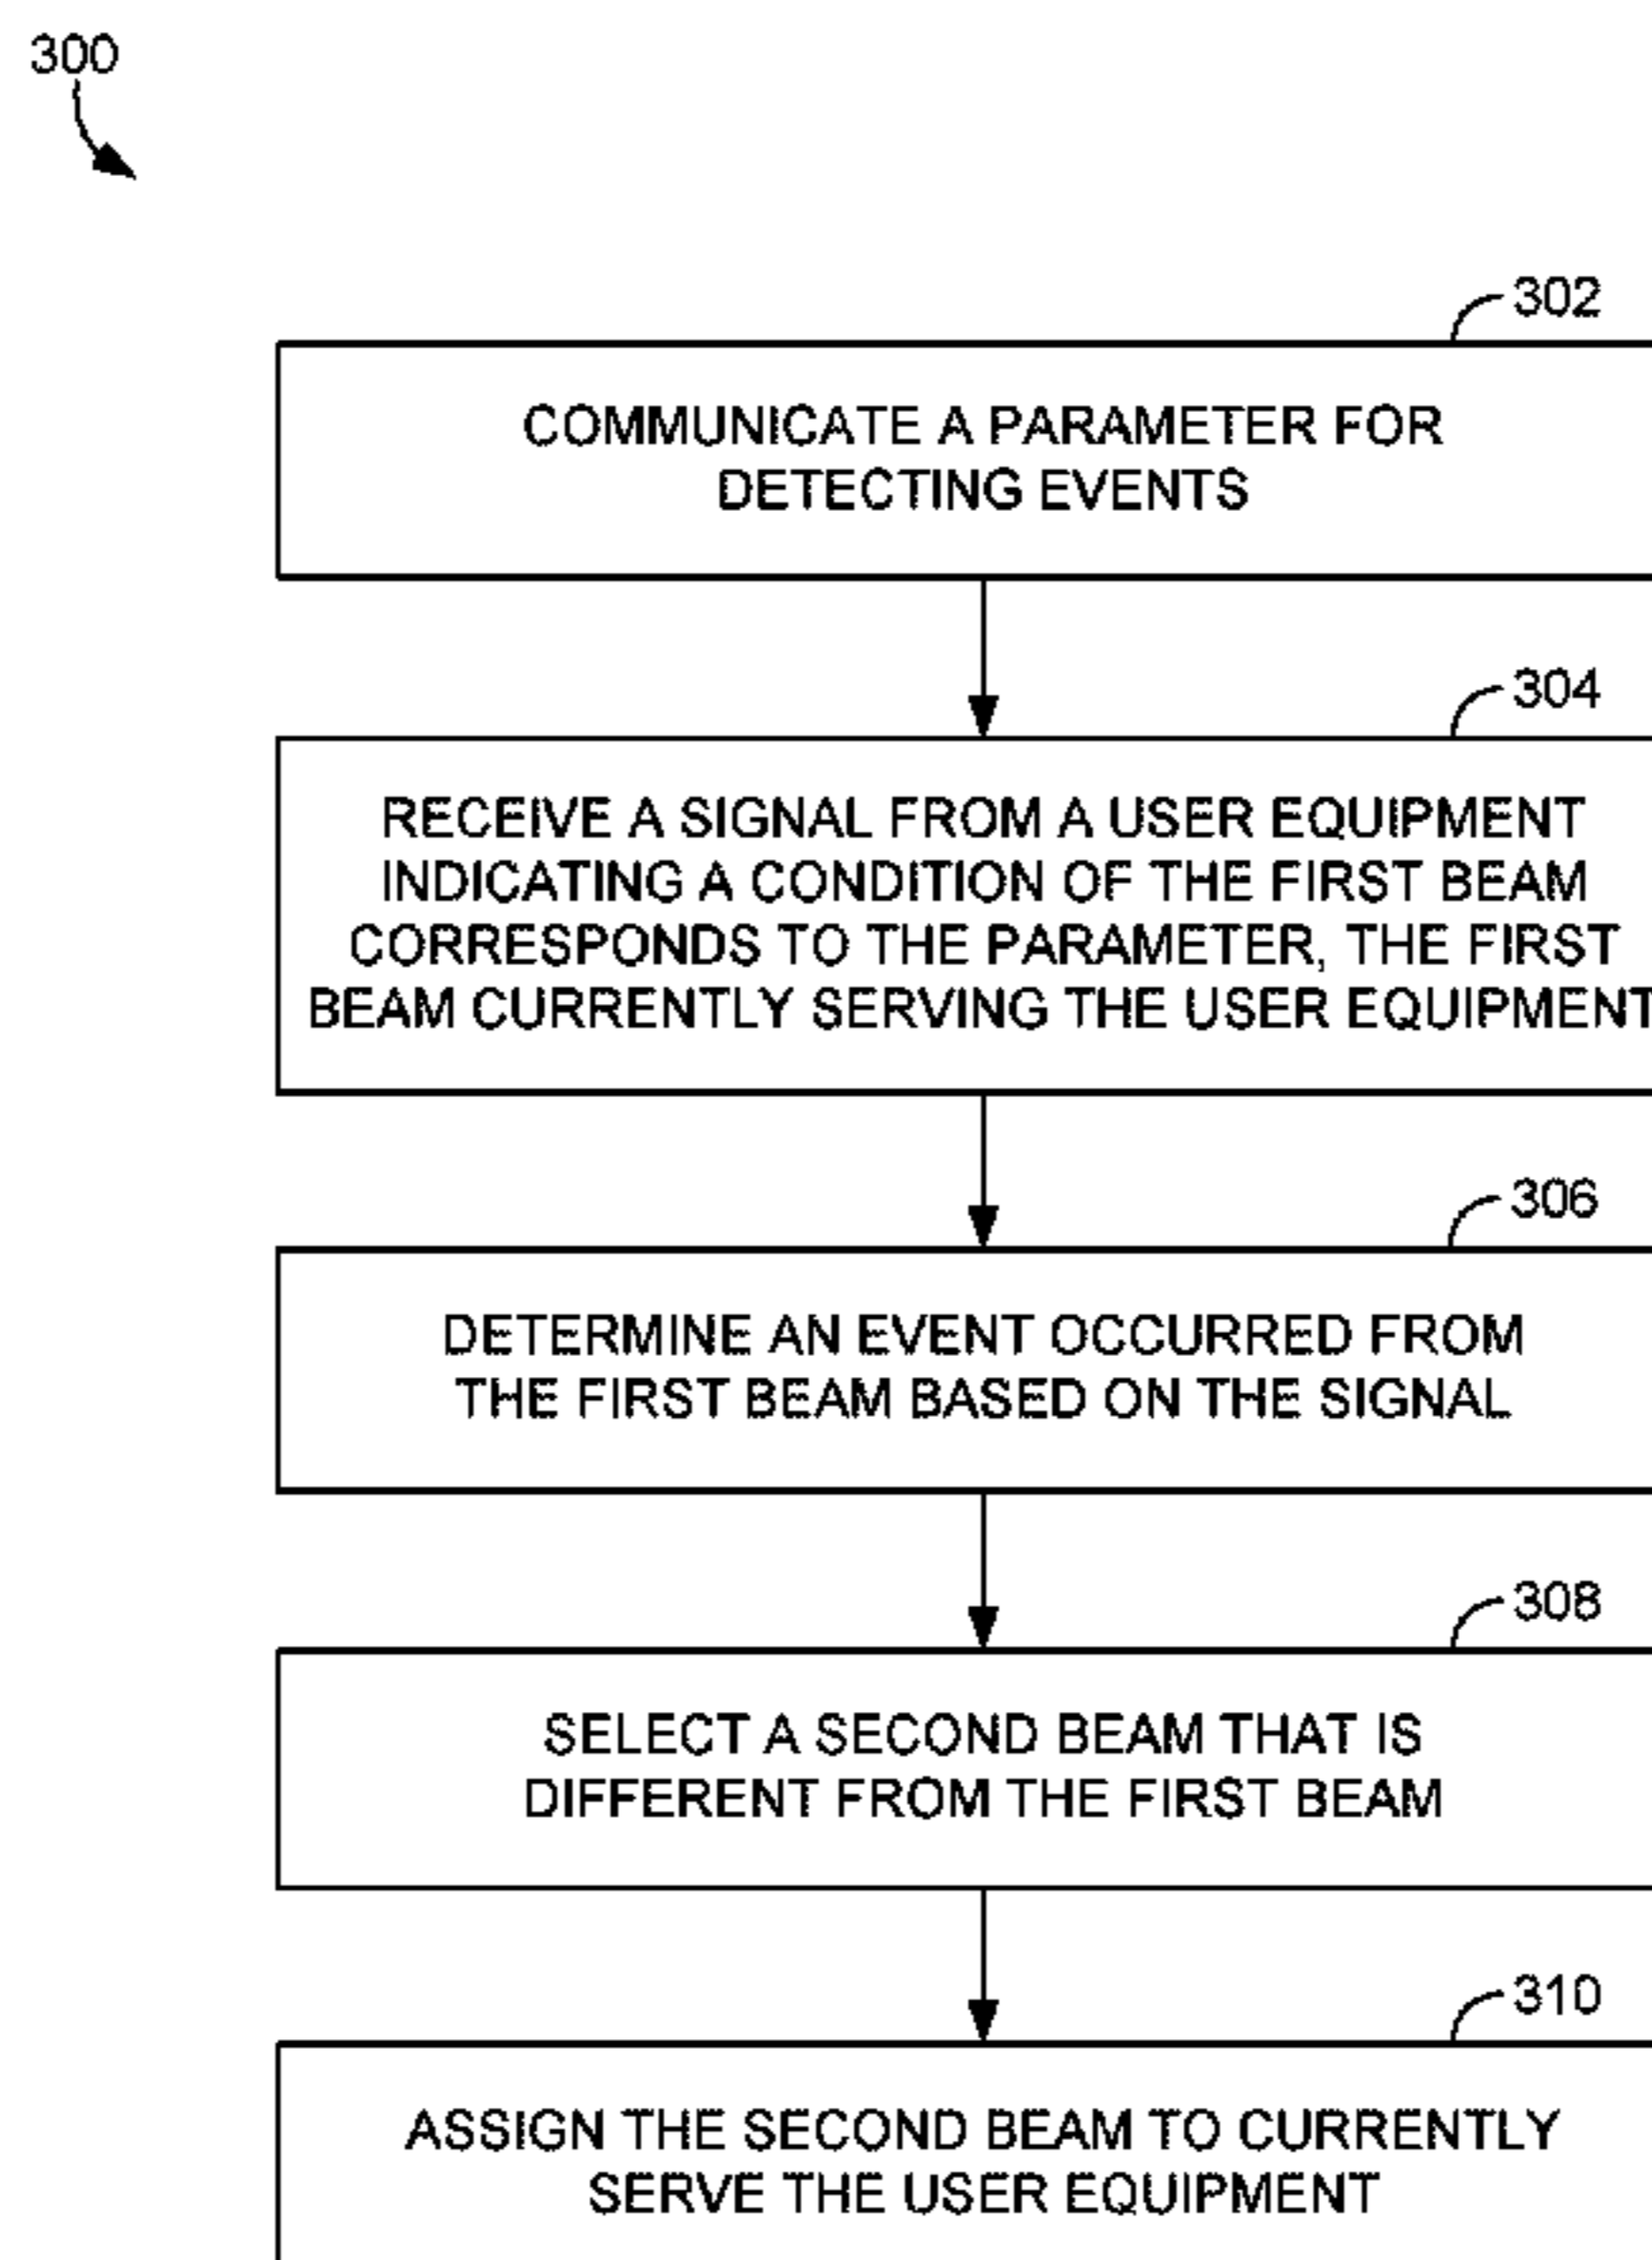 300
302
COMMUNICATE A PARAMETER FOR
DETECTING EVENTS
304
RECEIVE A SIGNAL FROM A USER EQUIPMENT
INDICATING A CONDITION OF THE FIRST BEAM
CORRESPONDS TO THE PARAMETER, THE FIRST
BEAM CURRENTLY SERVING THE USER EQUIPMENT
306
DETERMINE AN EVENT OCCURRED FROM
THE FIRST BEAM BASED ON THE SIGNAL
308
SELECT A SECOND BEAM THAT IS
DIFFERENT FROM THE FIRST BEAM
310
ASSIGN THE SECOND BEAM TO CURRENTLY
SERVE THE USER EQUIPMENT